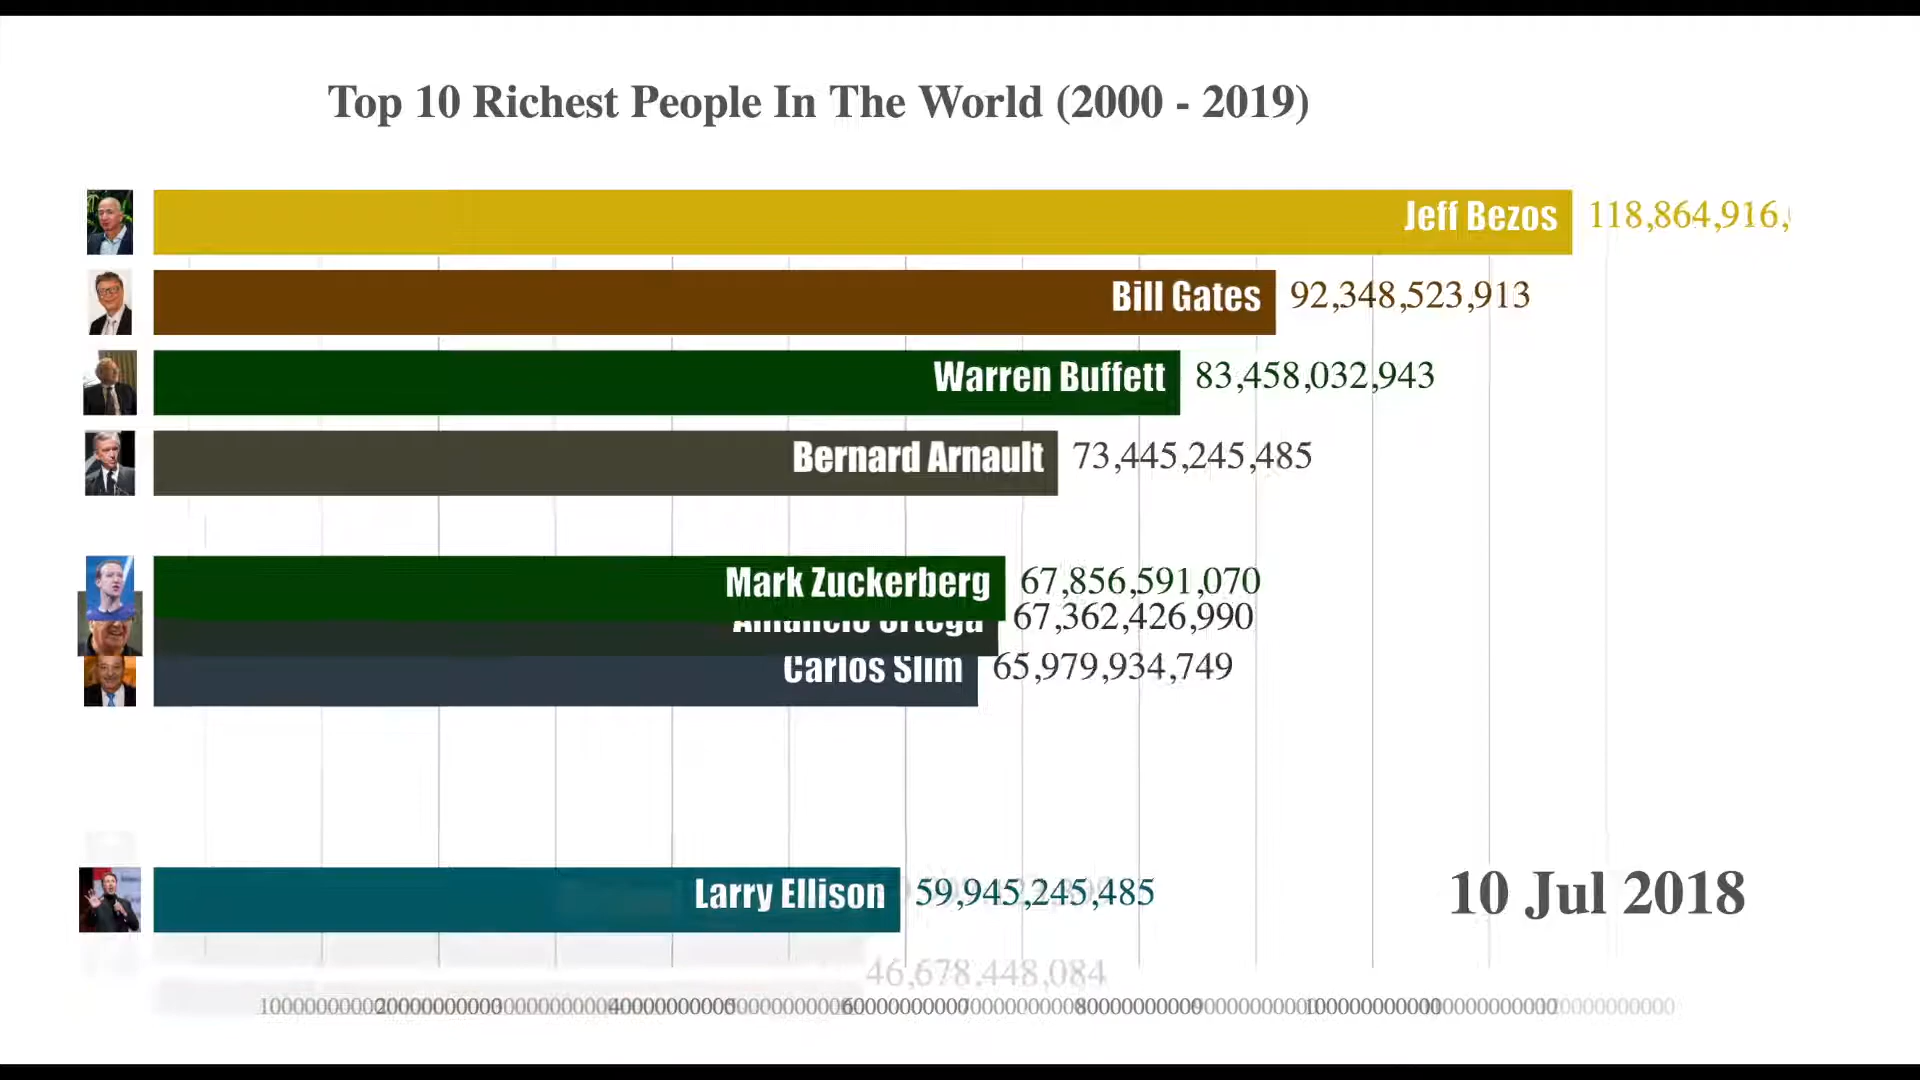 Top 10 Richest People In The World (2000 - 2019)
Jeff Bezos 118,864,916,
Bill Gates 92,348,523,913
Warren Buffett 83,458,032,943
Bernard Arnault 73,445,245,485
Mark Zuckerberg 67,856,591,070
Amancio Ortega 67,362,426,990
Carlos Slim 65,979,934,749
Larry Ellison 59,945,245,485
10 Jul 2018
46,678,448,084